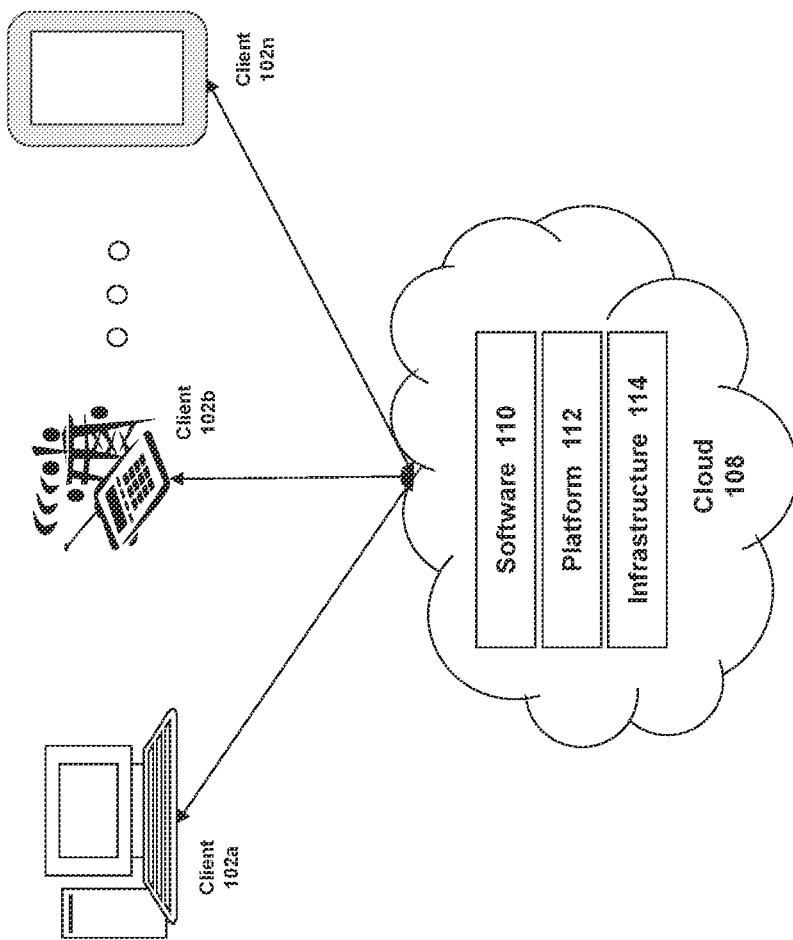 Client
102a
Client
102b
Client
102n
Software 110
Platform 112
Infrastructure 114
Cloud
108